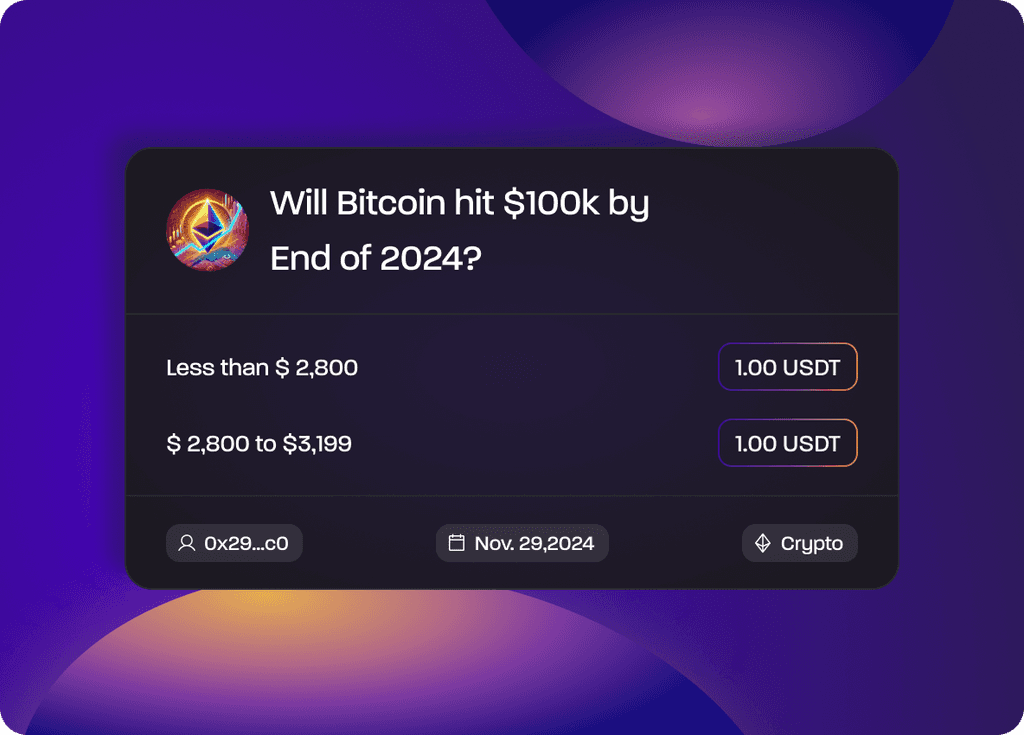 Will Bitcoin hit $100k by
End of 2024?
Less than $ 2,800
1.00 USDT
$ 2,800 to $3,199
1.00 USDT
0x29...c0
Nov. 29,2024
Crypto